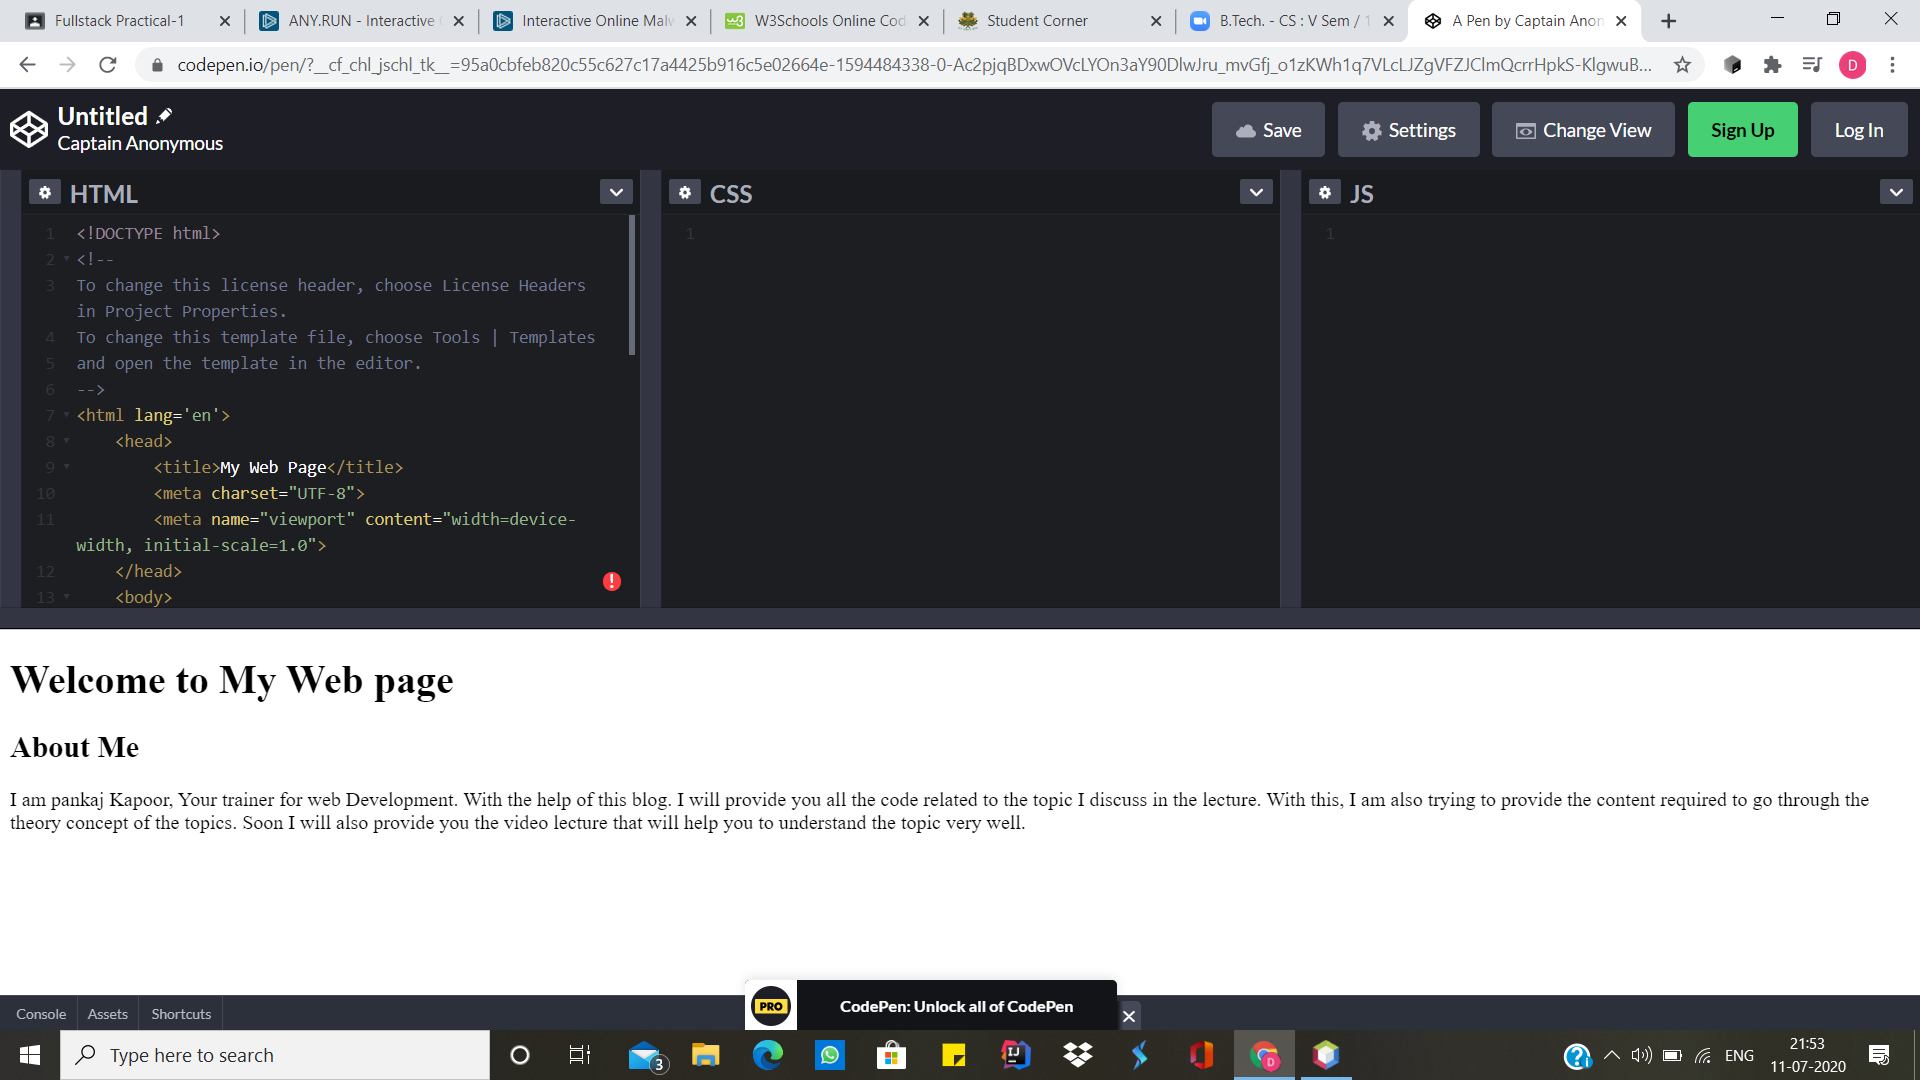 Fullstack Practical-1
ANY.RUN - Interactive
Interactive Online Malw
W3Schools Online Cod
Student Corner
B.Tech. - CS : V Sem / 1
A Pen by Captain Anon
codepen.io/pen/?__cf_chl_jschl_tk__=95a0cbfeb820c55c627c17a4425b916c5e02664e-1594484338-0-Ac2pjqBDxwOVcLYOn3aY90DlwJru_mvGfj_o1zKWh1q7VLcLJZgVFZJClmQcrrHpkS-KlgwuB...
D
Untitled
Captain Anonymous
Save
Settings
Change View
Sign Up
Log In
HTML
CSS
JS
1 <!DOCTYPE html>
2 <!--
3 To change this license header, choose License Headers
in Project Properties.
4 To change this template file, choose Tools | Templates
5 and open the template in the editor.
6 -->
7 <html lang='en'>
8 <head>
9 <title>My Web Page</title>
10 <meta charset="UTF-8">
11 <meta name="viewport" content="width=device-
width, initial-scale=1.0">
12 </head>
13 <body>
1
1
Welcome to My Web page
About Me
I am pankaj Kapoor, Your trainer for web Development. With the help of this blog. I will provide you all the code related to the topic I discuss in the lecture. With this, I am also trying to provide the content required to go through the
theory concept of the topics. Soon I will also provide you the video lecture that will help you to understand the topic very well.
Console
Assets
Shortcuts
PRO
CodePen: Unlock all of CodePen
Type here to search
3
ENG
21:53
11-07-2020